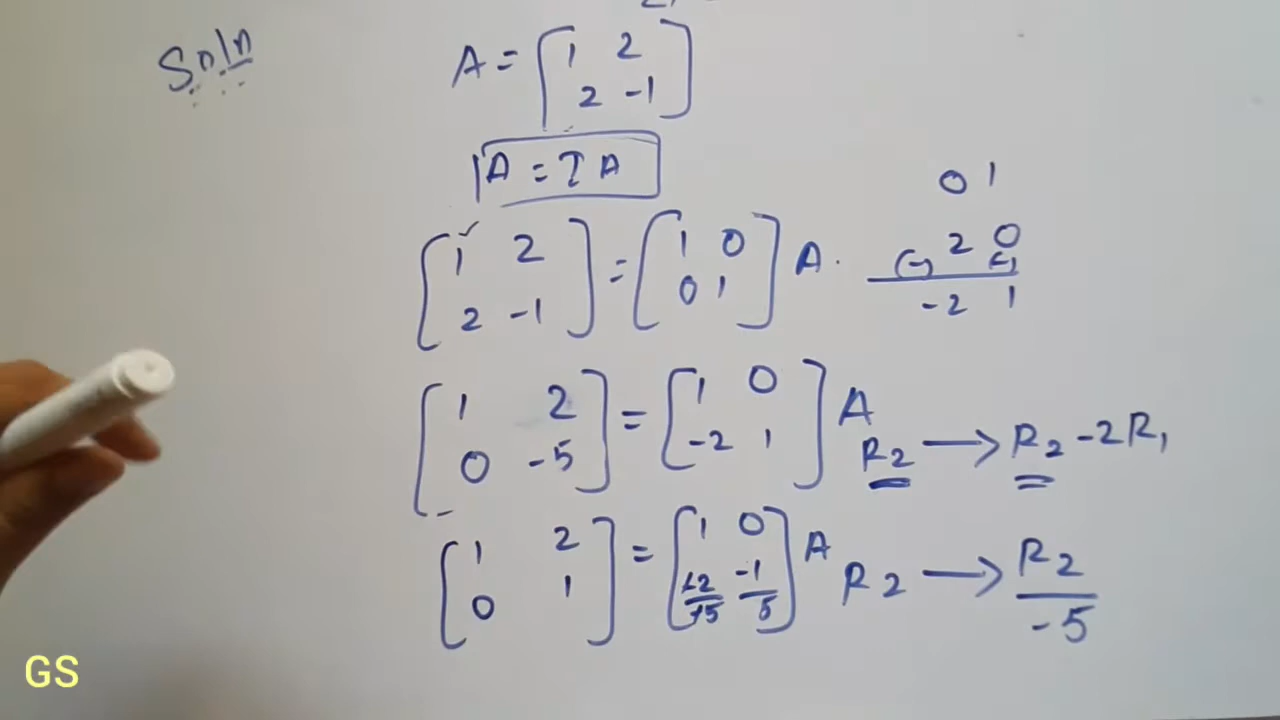 Soln
A = [1 2
2 -1]
A = I A
[1 2
2 -1] = [1 0
0 1] A.
0 1
(-) 2 0 (-)
-2 1
[1 2
0 -5] = [1 0
-2 1] A
R2 → R2 -2R1
[1 2
0 1] = [1 0
+2/+5 -1/5] A R2 → R2/-5
GS